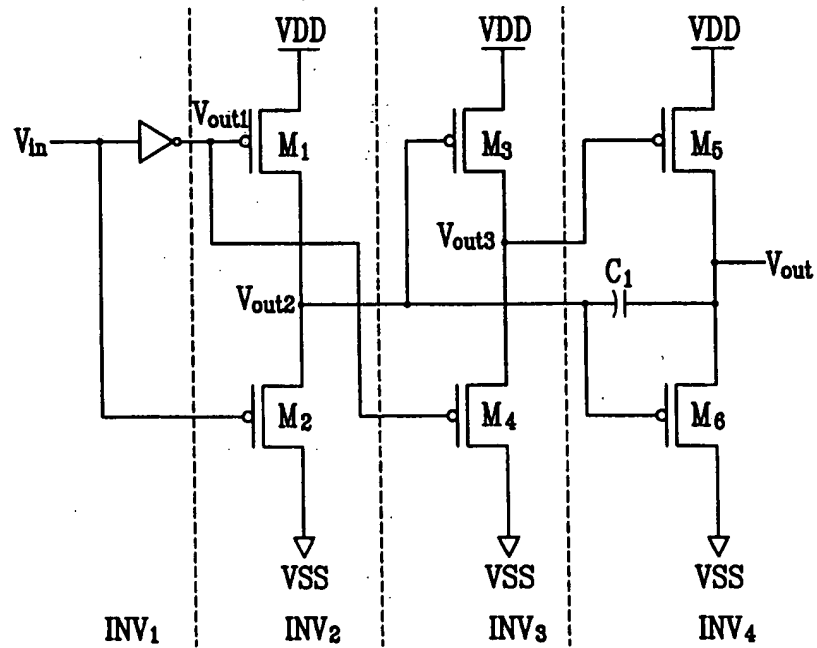 VDD VDD VDD
Vin Vout1 M1 M3 M5
Vout3 Vout
C1
Vout2
M2 M4 M6
VSS VSS VSS
INV1 INV2 INV3 INV4